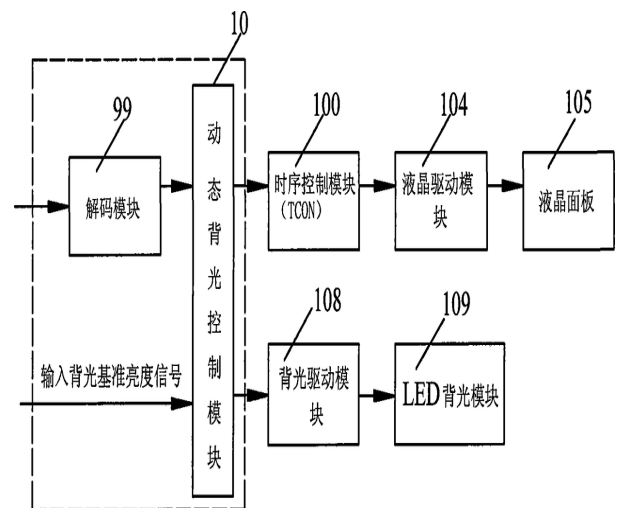 10
99
100
104
105
解码模块
动态背光控制模块
时序控制模块
(TCON)
液晶驱动模
块
液晶面板
输入背光基准亮度信号
108
109
背光驱动模
块
LED背光模块